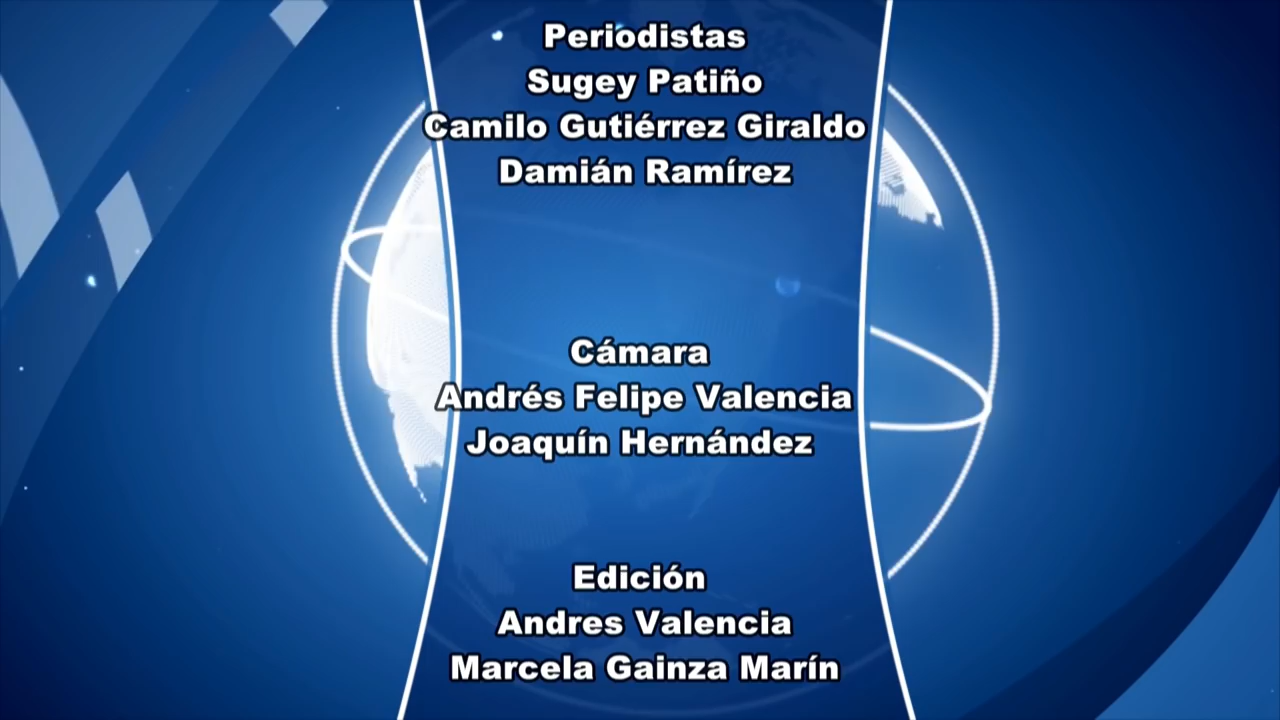 Periodistas
Sugey Patiño
Camilo Gutiérrez Giraldo
Damián Ramírez
Cámara
Andrés Felipe Valencia
Joaquín Hernández
Edición
Andres Valencia
Marcela Gainza Marín